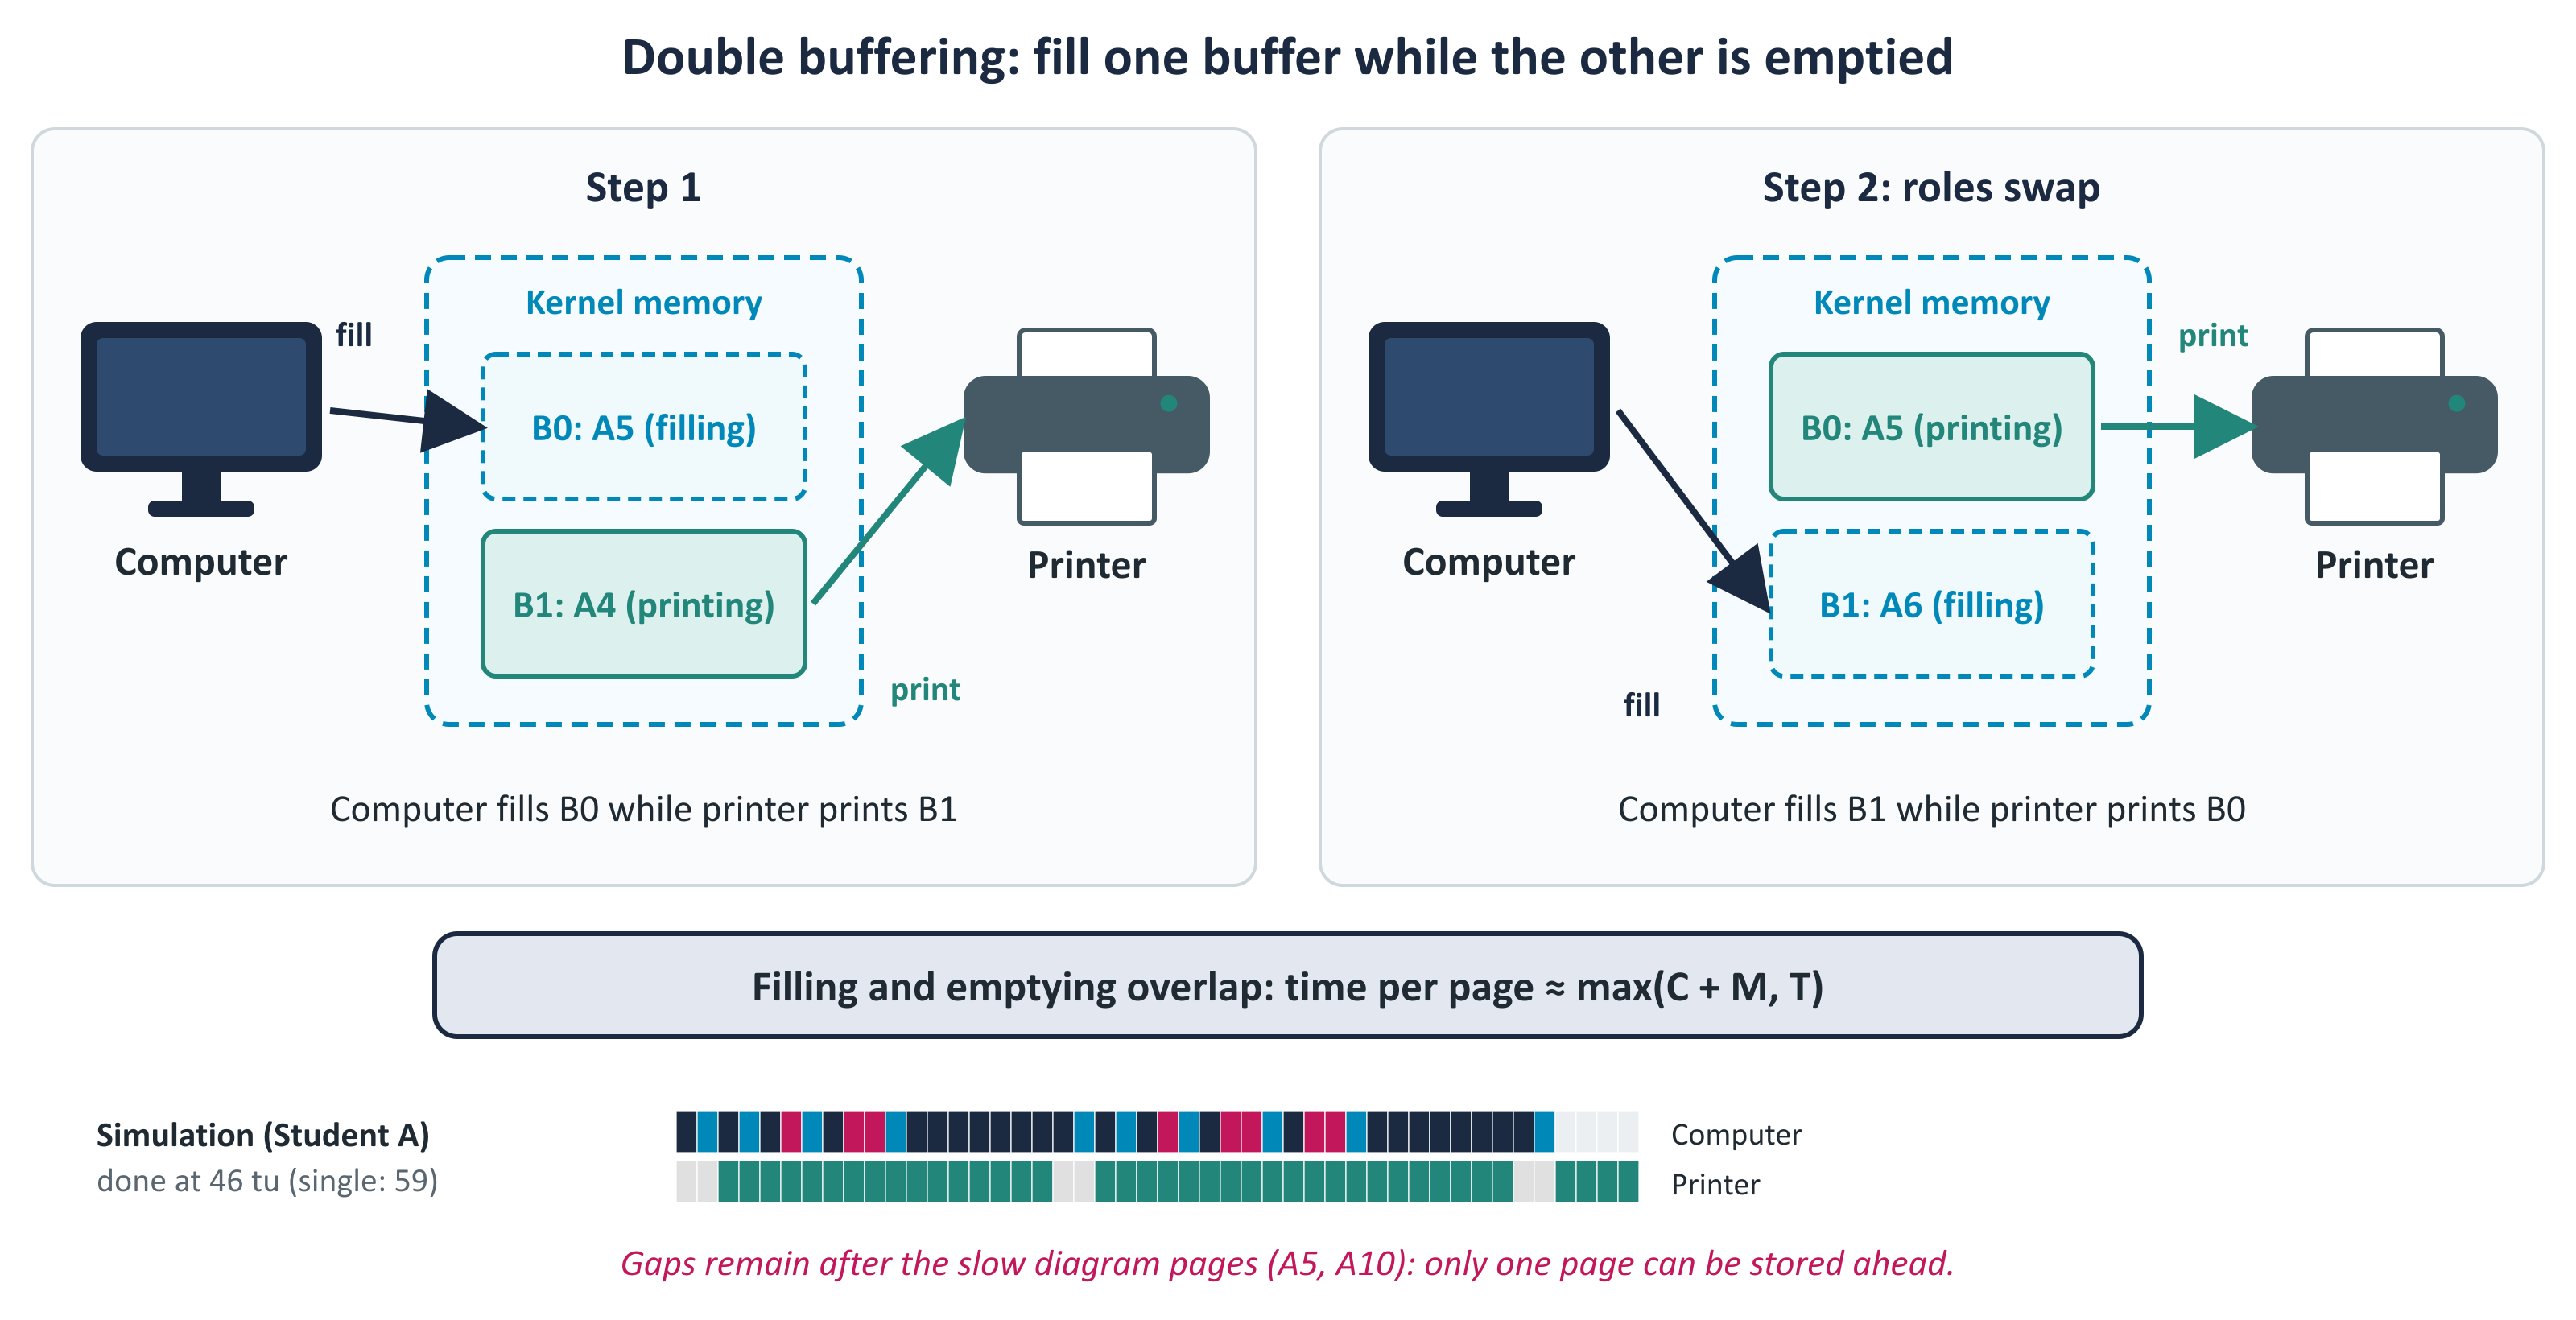 Double buffering: fill one buffer while the other is emptied
Step 1
Kernel memory
fill
B0: A5 (filling)
Computer
Printer
B1: A4 (printing)
print
Computer fills B0 while printer prints B1
Step 2: roles swap
Kernel memory
print
B0: A5 (printing)
Computer
Printer
B1: A6 (filling)
fill
Computer fills B1 while printer prints B0
Filling and emptying overlap: time per page ≈ max(C + M, T)
Simulation (Student A)
done at 46 tu (single: 59)
Computer
Printer
Gaps remain after the slow diagram pages (A5, A10): only one page can be stored ahead.